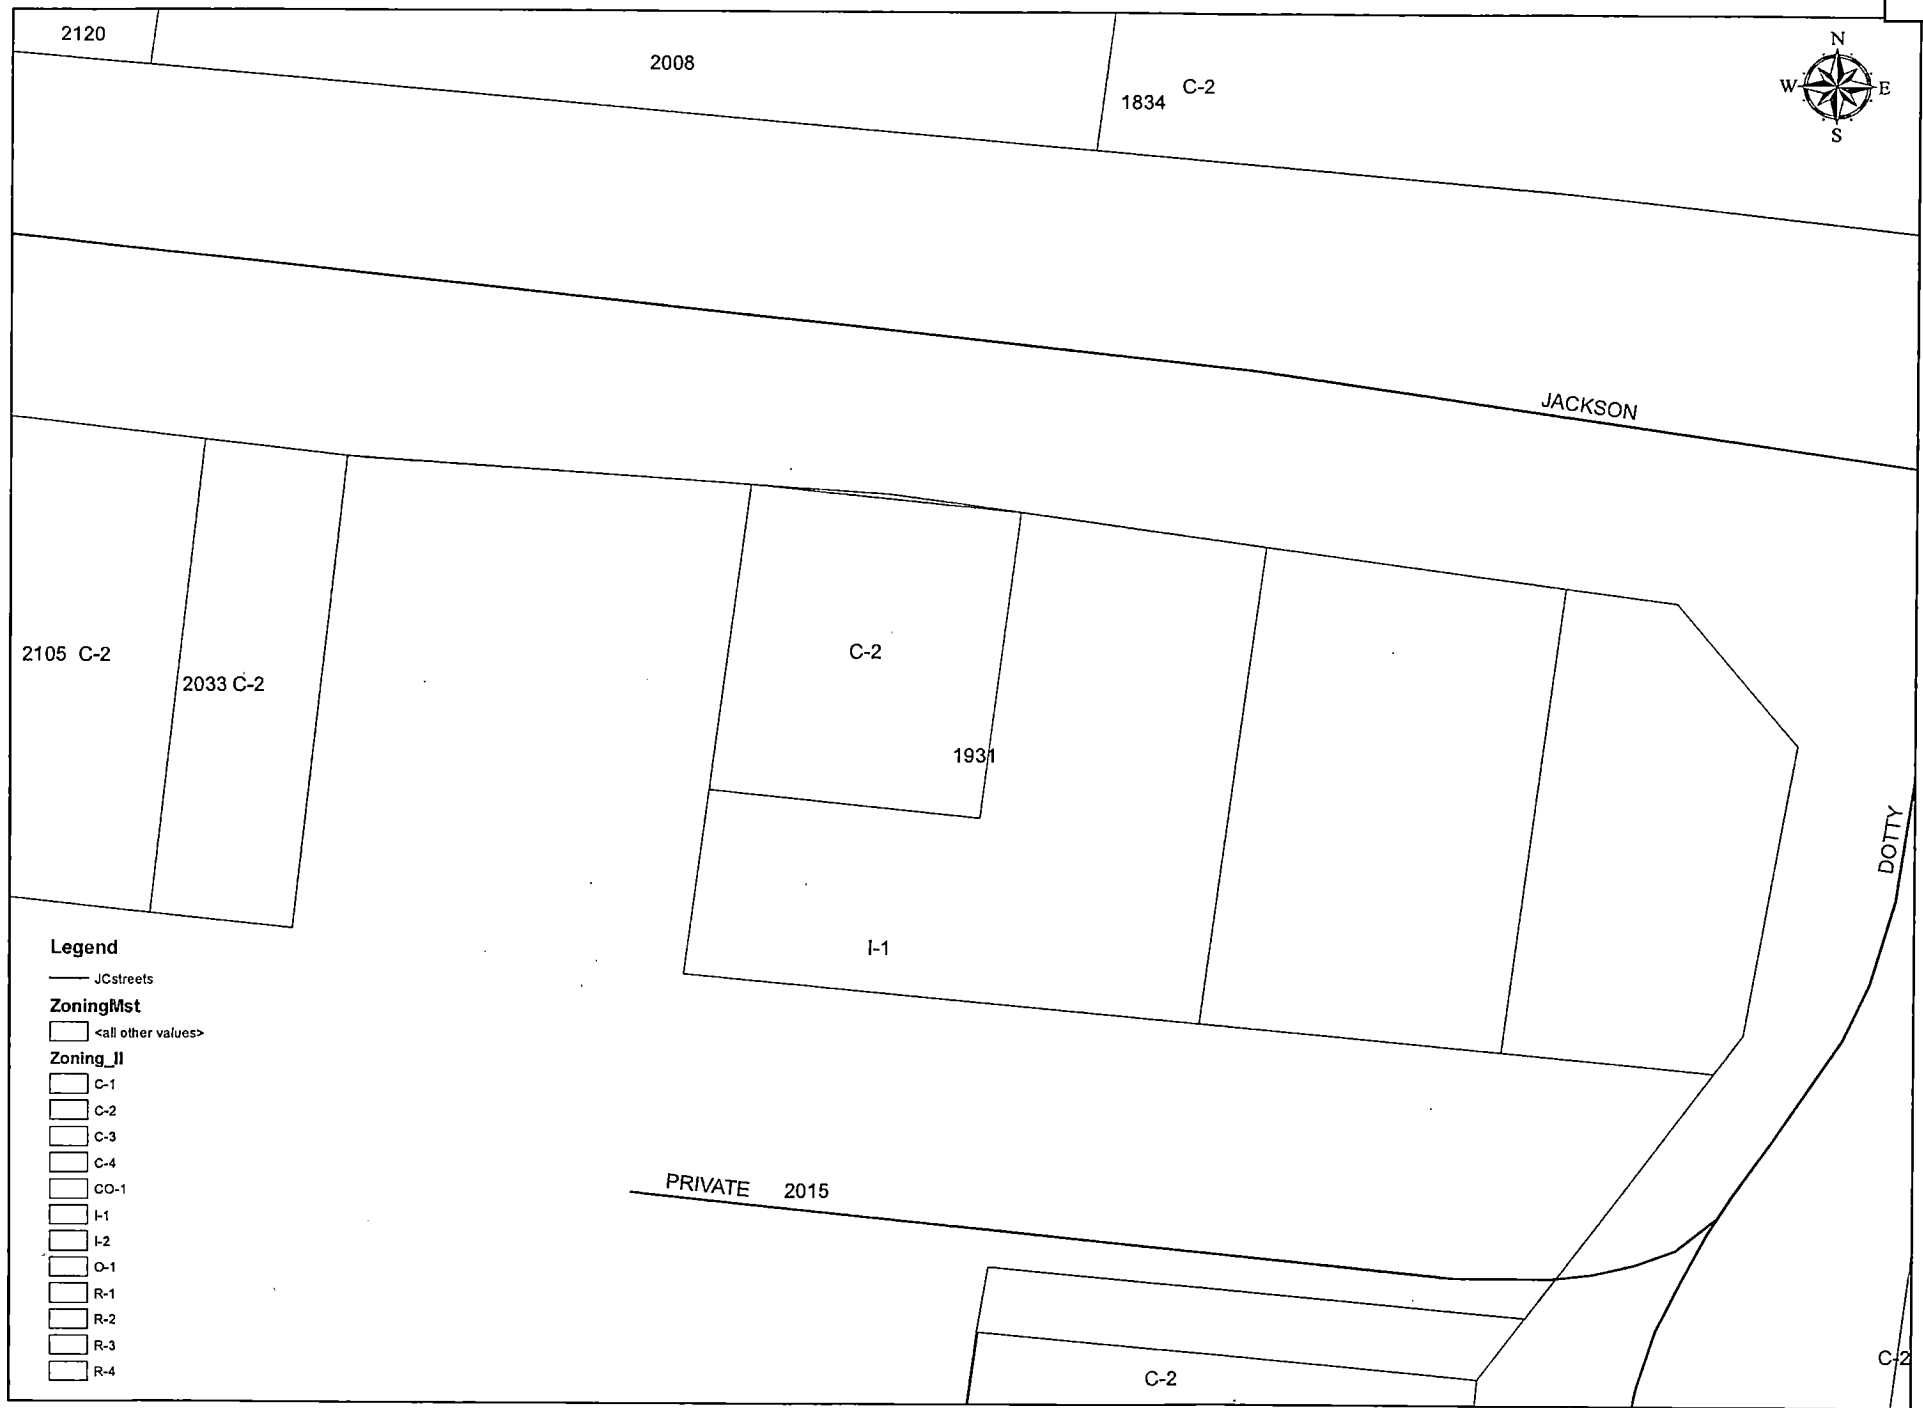 2120
2008
C-2
1834
N
W E
S
JACKSON
2105 C-2
2033 C-2
C-2
1931
DOTTY
I-1
Legend
JCstreets
ZoningMst
<all other values>
Zoning_II
C-1
C-2
C-3
C-4
CO-1
I-1
I-2
O-1
R-1
R-2
R-3
R-4
PRIVATE 2015
C-2
C-2